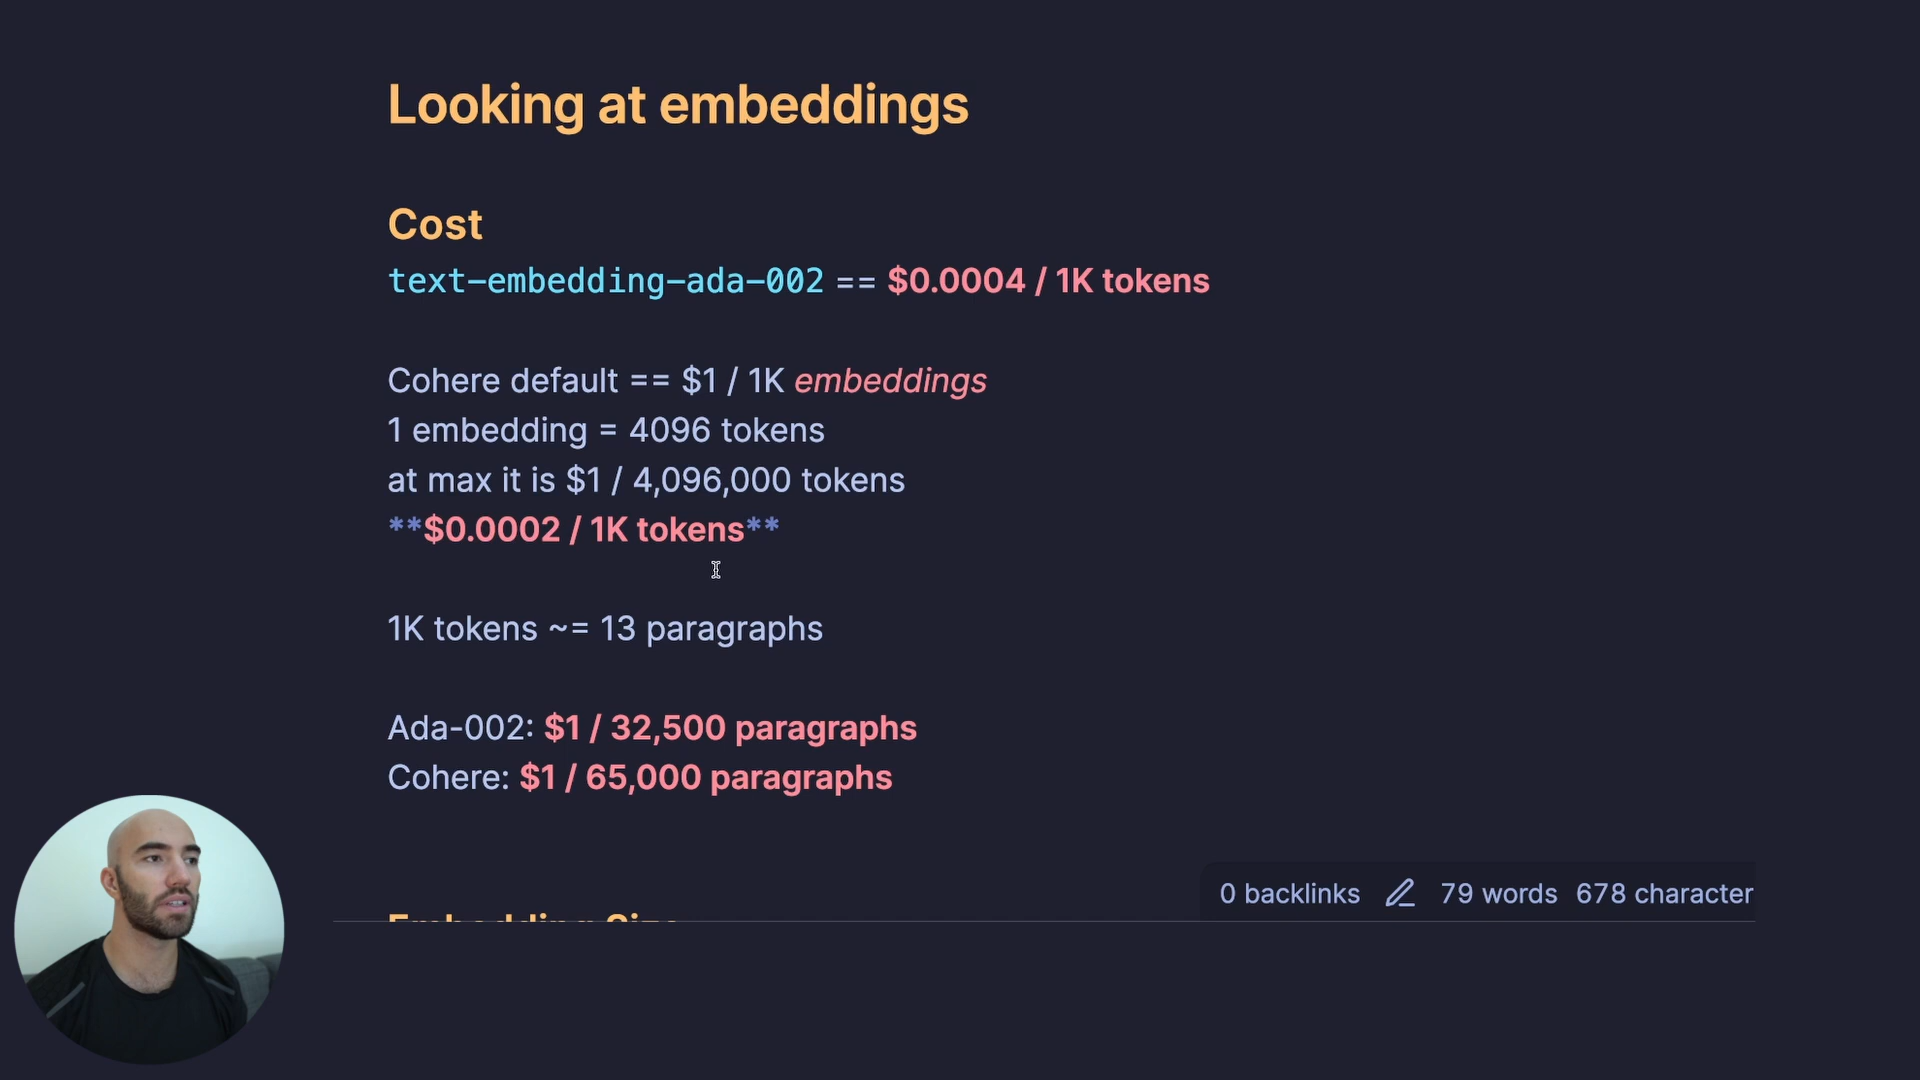 Looking at embeddings
Cost
text-embedding-ada-002 == $0.0004 / 1K tokens
Cohere default == $1 / 1K embeddings
1 embedding = 4096 tokens
at max it is $1 / 4,096,000 tokens
**$0.0002 / 1K tokens**
1K tokens ~= 13 paragraphs
Ada-002: $1 / 32,500 paragraphs
Cohere: $1 / 65,000 paragraphs
0 backlinks 79 words 678 character
Embedding Size